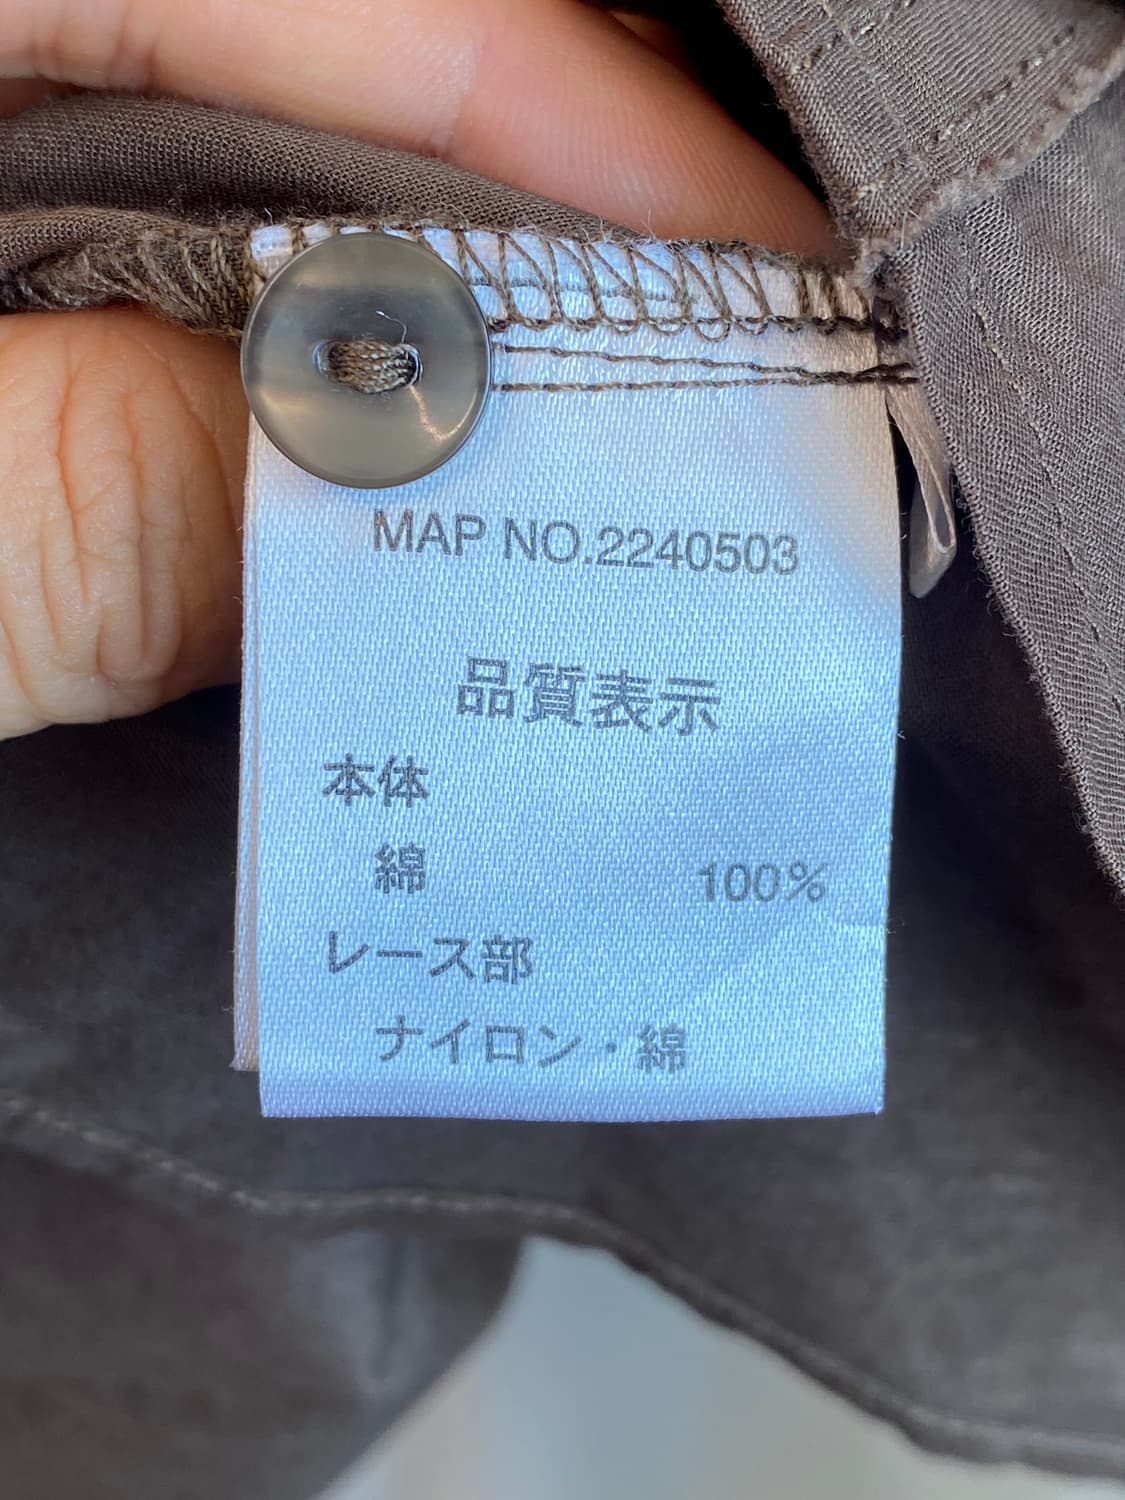 MAP NO.2240503
品質表示
本体
綿 100%
レース部
ナイロン・綿